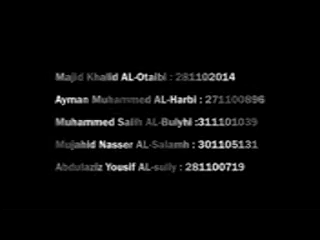 Majid Khalid AL-Otaibi : 281102014
Ayman Muhammed AL-Harbi : 271100896
Muhammed Salih AL-Bulyhi :311101039
Mujahid Nasser AL-Salamh : 301105131
Abdulaziz Yousif AL-sully : 281100719